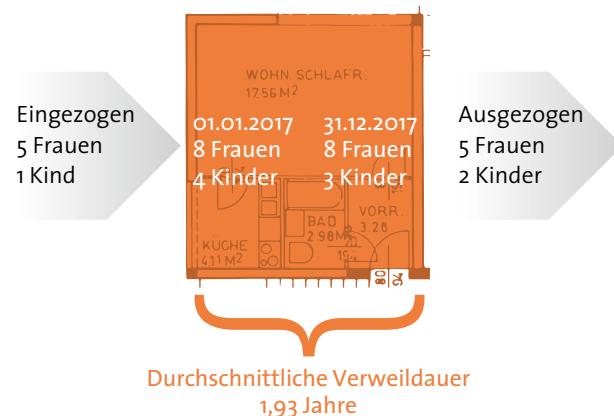 Eingezogen
5 Frauen
1 Kind
WOHN. SCHLAFR.
17.56 M²
01.01.2017
8 Frauen
4 Kinder
31.12.2017
8 Frauen
3 Kinder
KÜCHE
4.11 M²
BAD
2.98 M²
VORR.
3.26
80
94
Ausgezogen
5 Frauen
2 Kinder
Durchschnittliche Verweildauer
1,93 Jahre